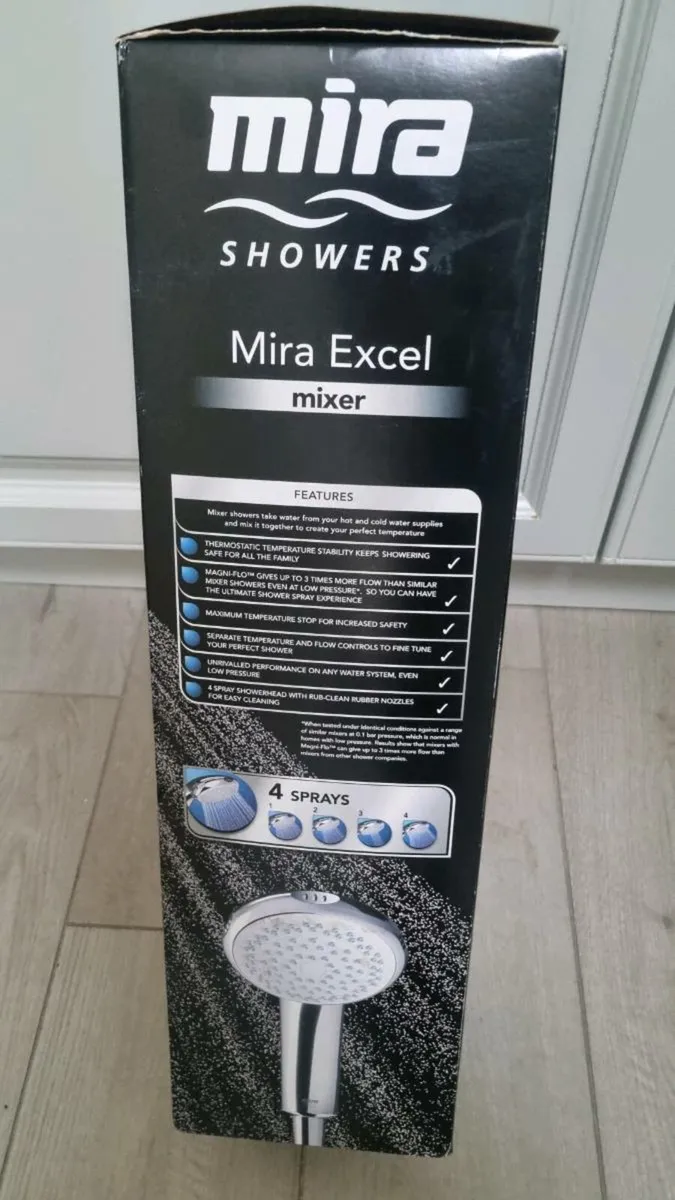 mira
SHOWERS
Mira Excel
mixer
FEATURES
Mixer showers take water from your hot and cold water supplies
and mix it together to create your perfect temperature
THERMOSTATIC TEMPERATURE STABILITY KEEPS SHOWERING
SAFE FOR ALL THE FAMILY
MAGNI-FLO™ GIVES UP TO 3 TIMES MORE FLOW THAN SIMILAR
MIXER SHOWERS EVEN AT LOW PRESSURE*, SO YOU CAN HAVE
THE ULTIMATE SHOWER SPRAY EXPERIENCE
MAXIMUM TEMPERATURE STOP FOR INCREASED SAFETY
SEPARATE TEMPERATURE AND FLOW CONTROLS TO FINE TUNE
YOUR PERFECT SHOWER
UNRIVALLED PERFORMANCE ON ANY WATER SYSTEM, EVEN
LOW PRESSURE
4 SPRAY SHOWERHEAD WITH RUB-CLEAN RUBBER NOZZLES
FOR EASY CLEANING
*When tested under identical conditions against a range
of similar mixers at 0.1 bar pressure, which is normal in
homes with low pressure. Results show that mixers with
Magni-Flo™ can give up to 3 times more flow than
mixers from other shower companies.
4 SPRAYS
1 2 3 4